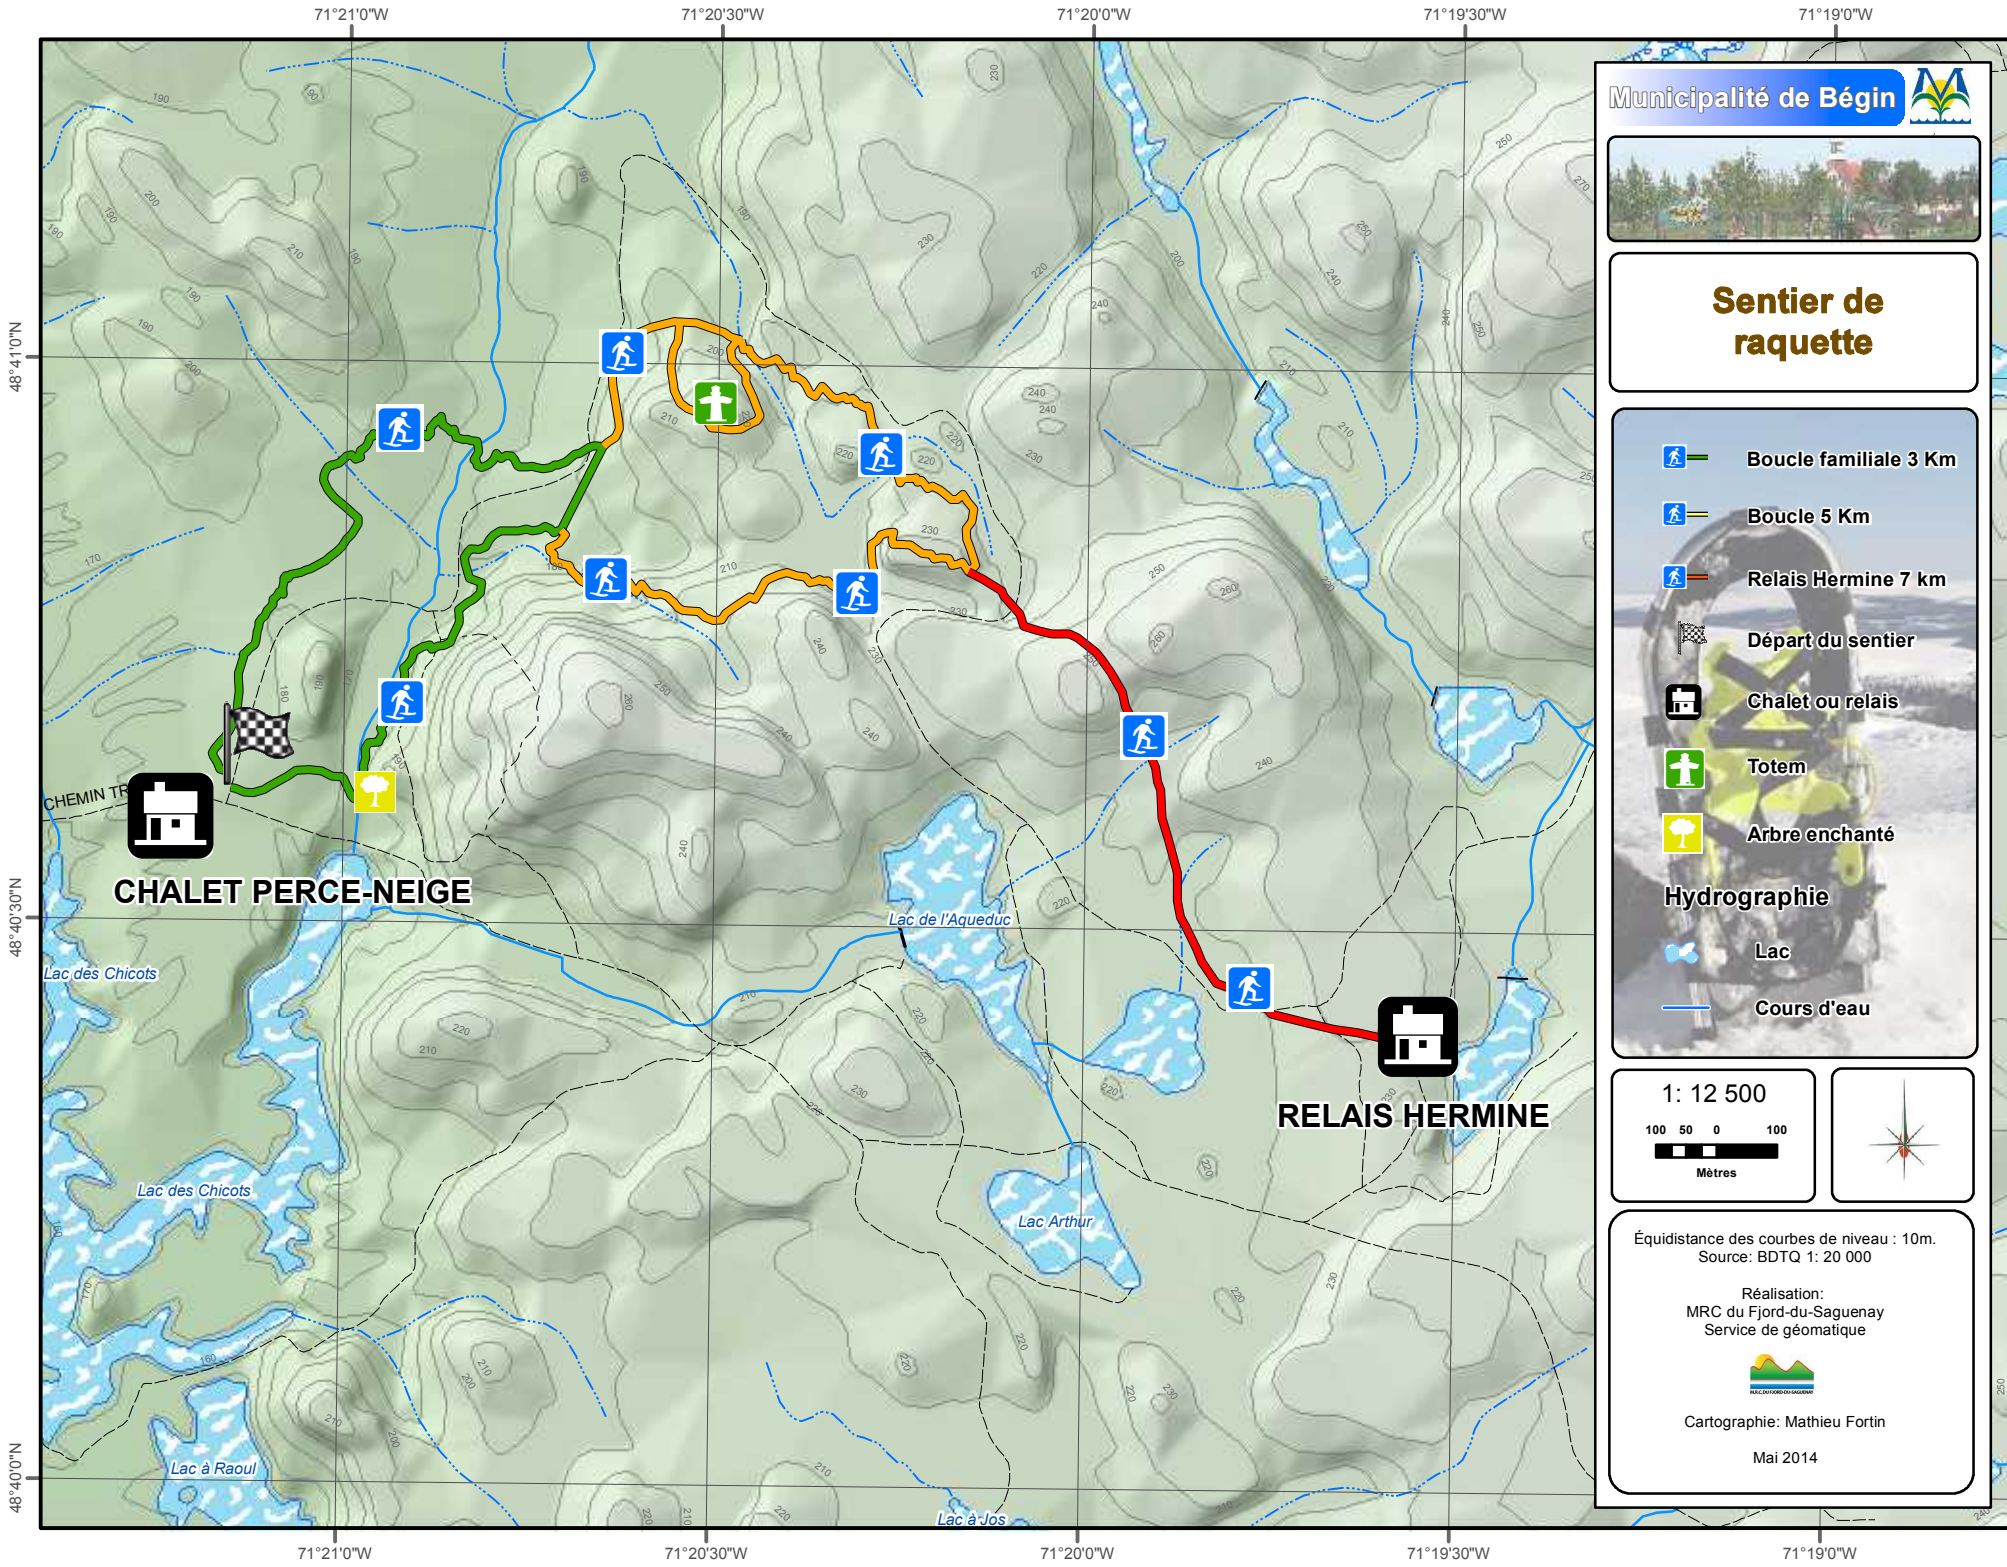 71°21'0"W
71°20'30"W
71°20'0"W
71°19'30"W
71°19'0"W
48°41'0"N
48°40'30"N
48°40'0"N
CHEMIN TR
CHALET PERCE-NEIGE
RELAIS HERMINE
Lac de l'Aqueduc
Lac des Chicots
Lac des Chicots
Lac Arthur
Lac à Raoul
Lac à Jos
71°21'0"W
71°20'30"W
71°20'0"W
71°19'30"W
71°19'0"W
Municipalité de Bégin
Sentier de
raquette
Boucle familiale 3 Km
Boucle 5 Km
Relais Hermine 7 km
Départ du sentier
Chalet ou relais
Totem
Arbre enchanté
Hydrographie
Lac
Cours d'eau
1: 12 500
100 50 0 100
Mètres
Équidistance des courbes de niveau : 10m.
Source: BDTQ 1: 20 000
Réalisation:
MRC du Fjord-du-Saguenay
Service de géomatique
M.R.C. DU FJORD-DU-SAGUENAY
Cartographie: Mathieu Fortin
Mai 2014